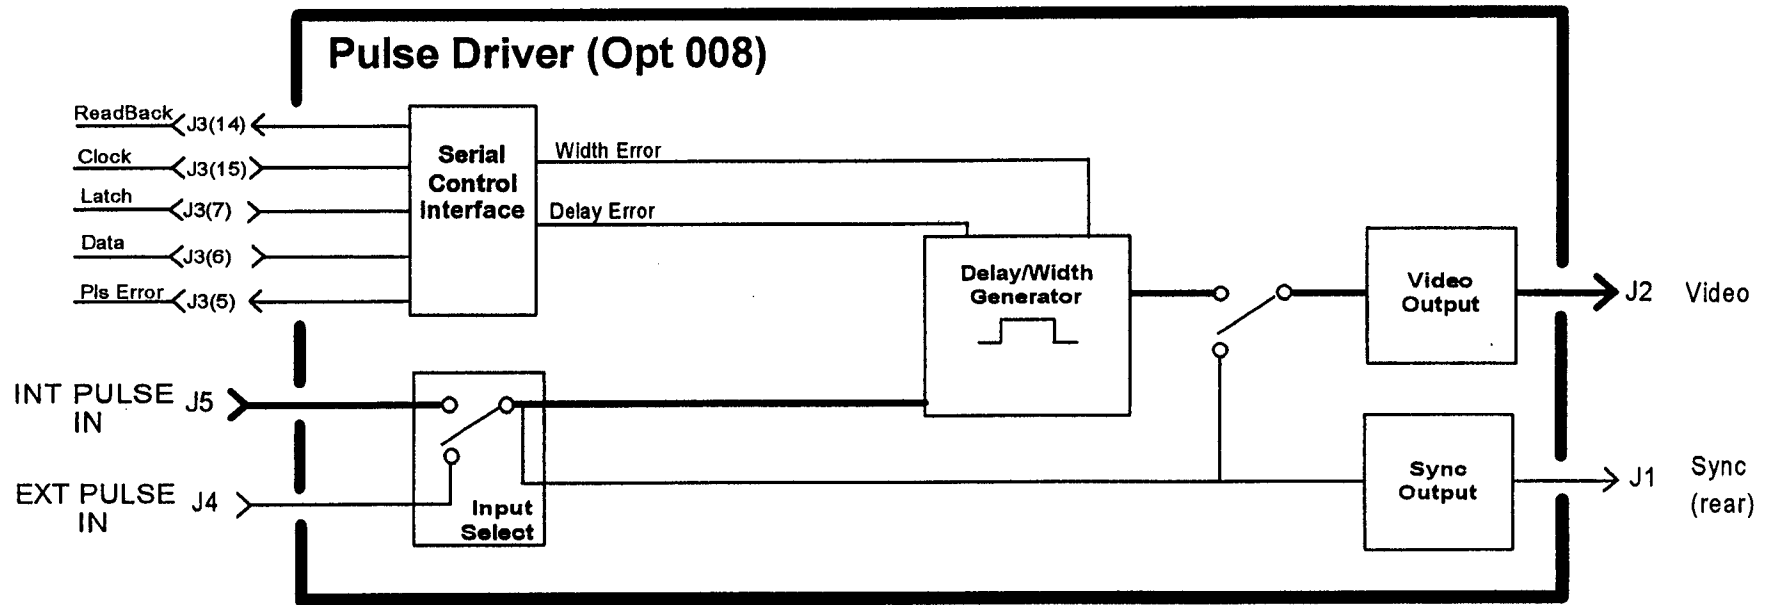 Pulse Driver (Opt 008)
ReadBack J3(14)
Clock J3(15)
Latch J3(7)
Data J3(6)
Pls Error J3(5)
Serial
Control
Interface
Width Error
Delay Error
Delay/Width
Generator
Video
Output
J2 Video
INT PULSE
IN
J5
EXT PULSE
IN
J4
Input
Select
Sync
Output
J1 Sync
(rear)